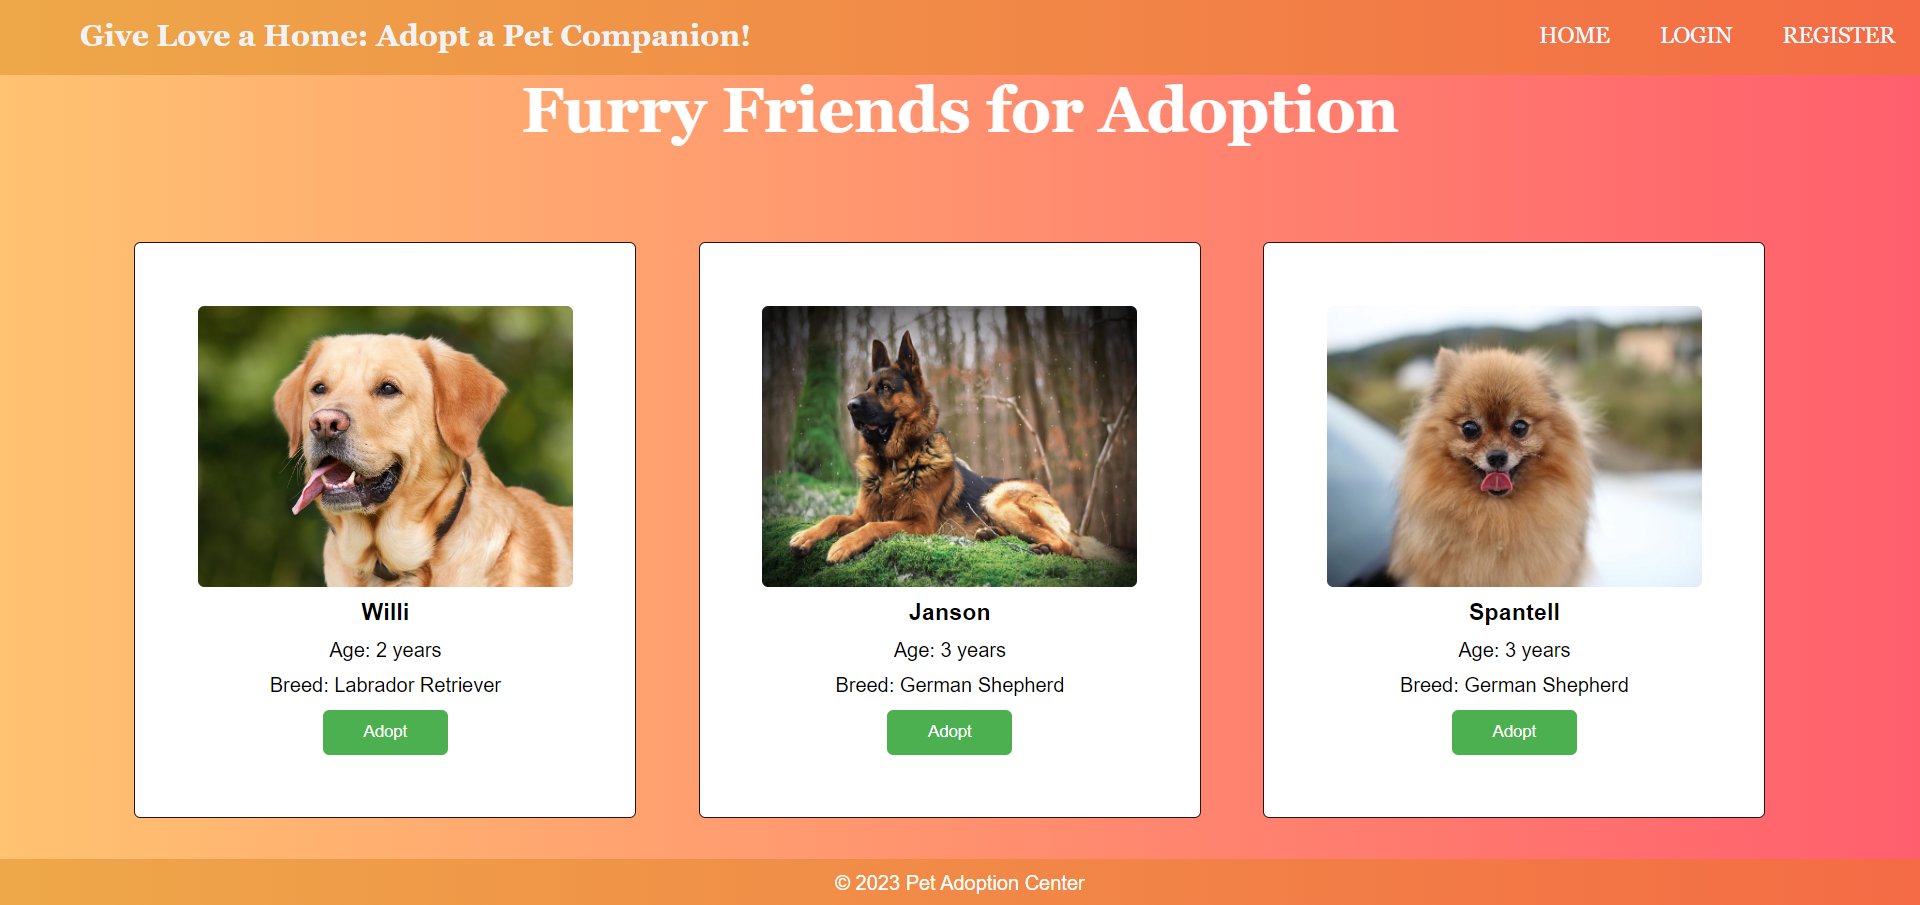 Give Love a Home: Adopt a Pet Companion!
HOME LOGIN REGISTER
Furry Friends for Adoption
Willi
Age: 2 years
Breed: Labrador Retriever
Adopt
Janson
Age: 3 years
Breed: German Shepherd
Adopt
Spantell
Age: 3 years
Breed: German Shepherd
Adopt
© 2023 Pet Adoption Center